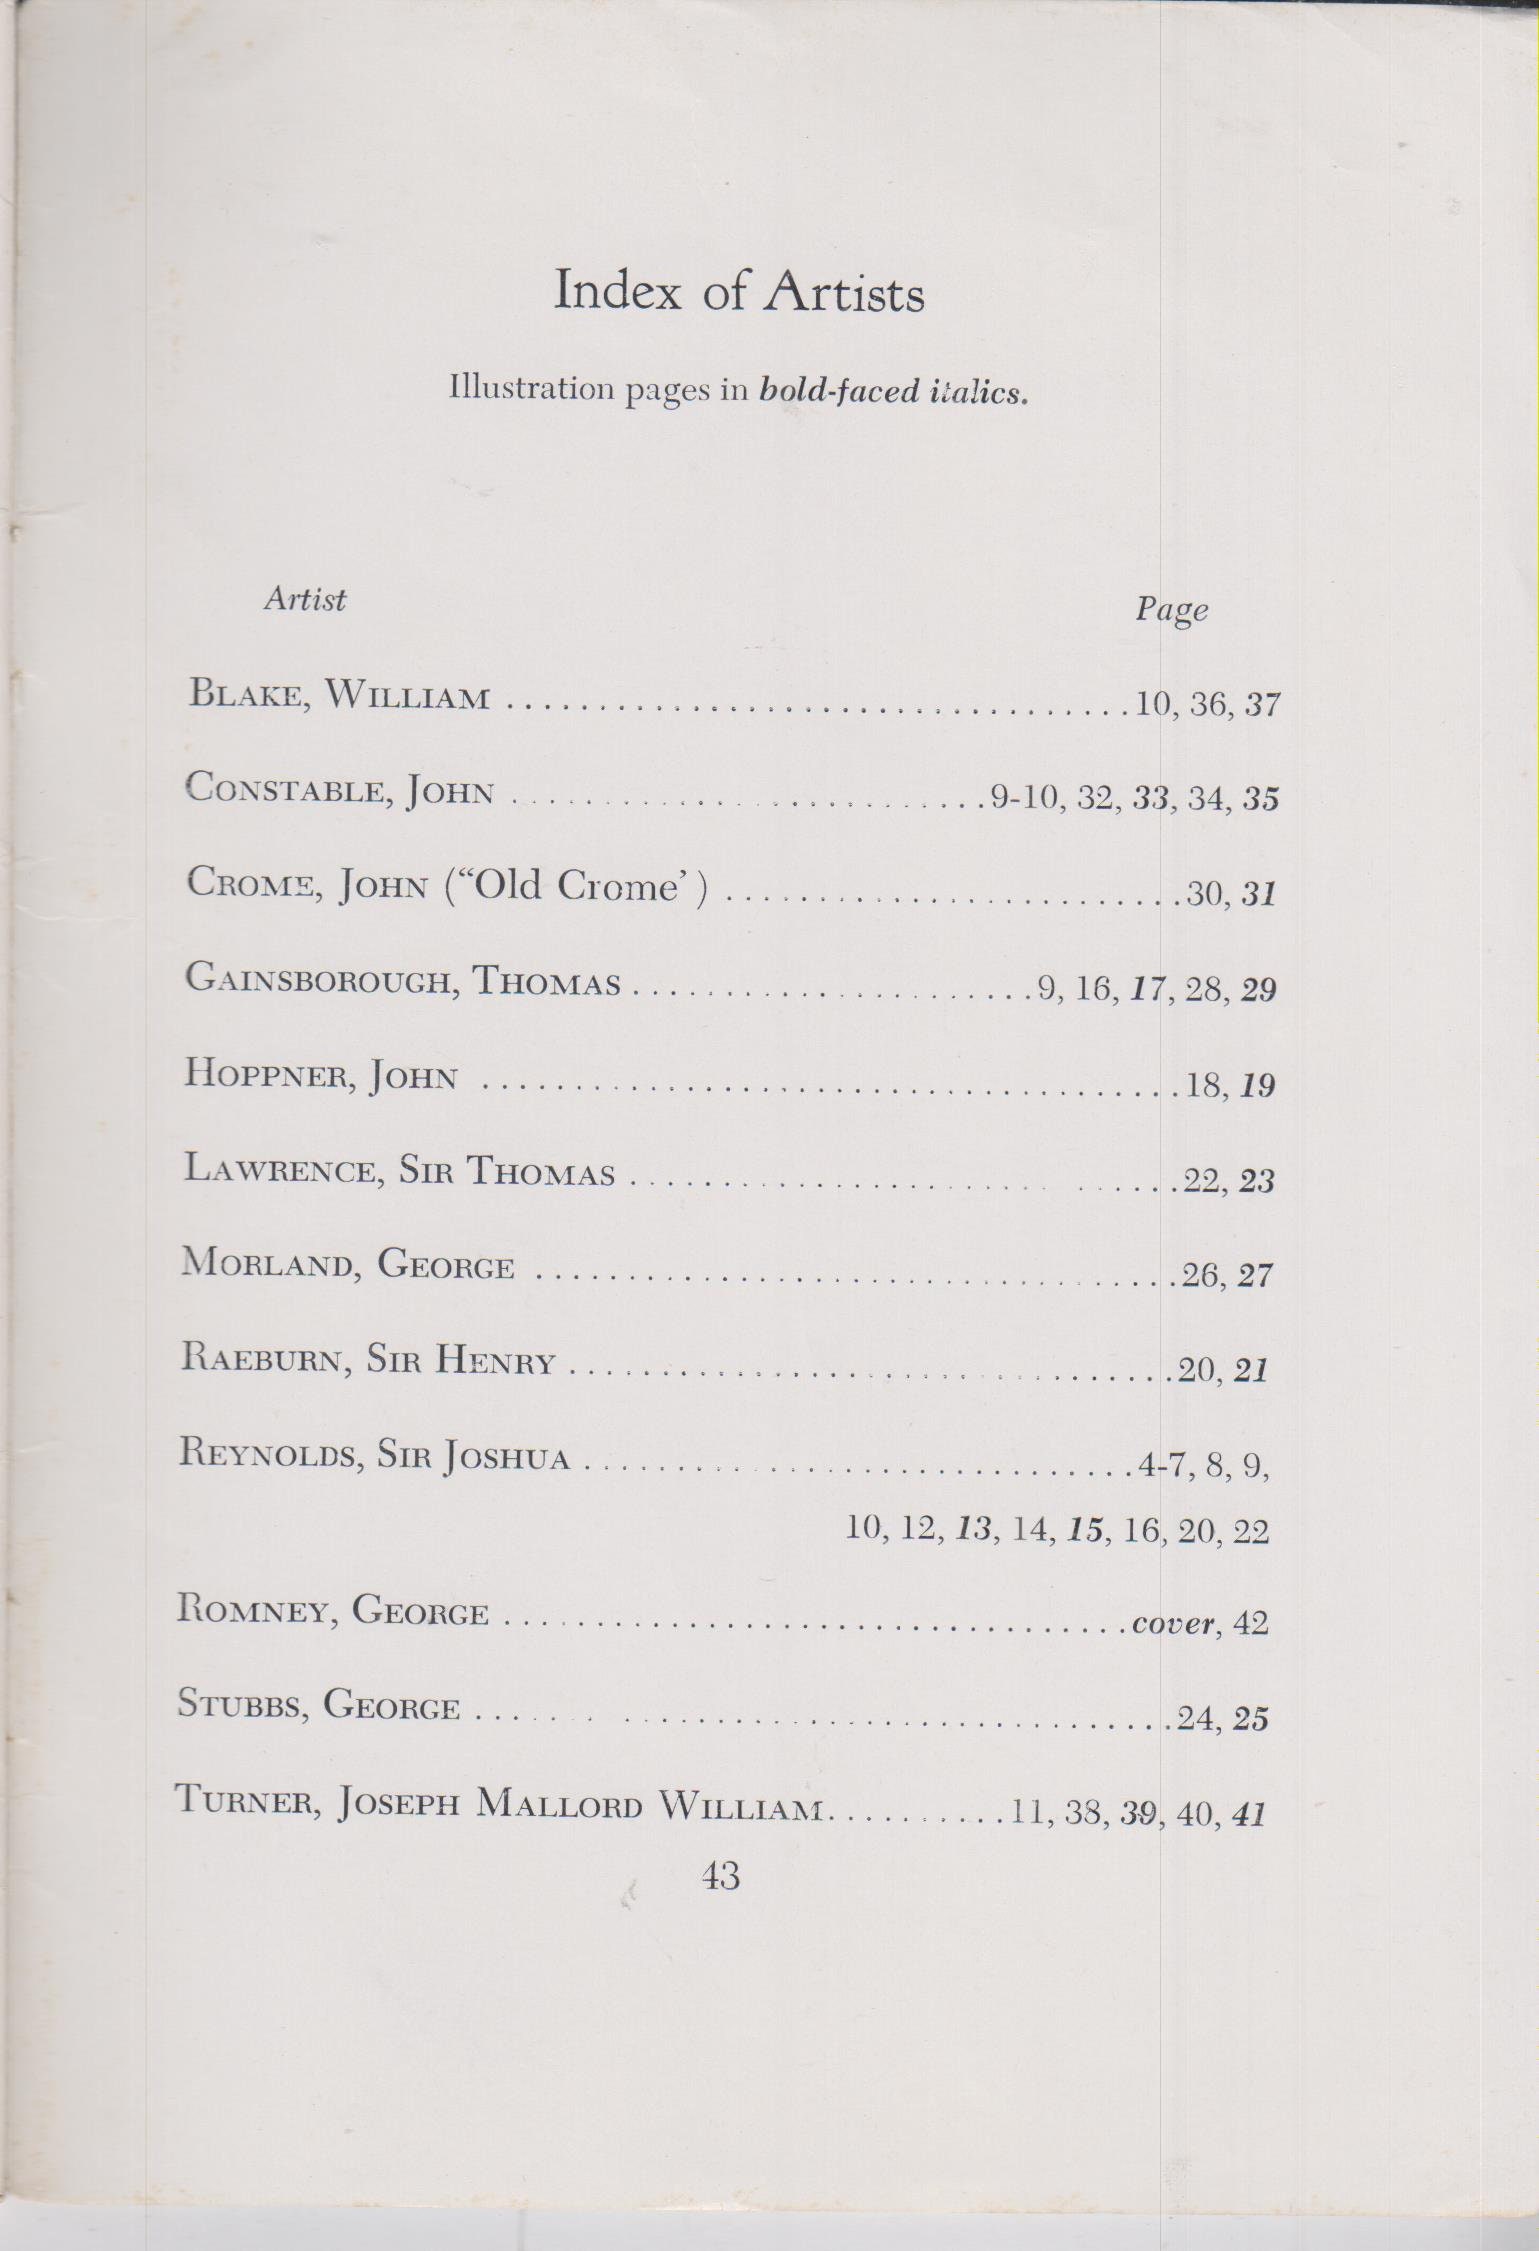 Index of Artists
Illustration pages in bold-faced italics.
Artist Page
BLAKE, WILLIAM ..................................10, 36, 37
CONSTABLE, JOHN ..........................9-10, 32, 33, 34, 35
CROME, JOHN (“Old Crome’) .........................30, 31
GAINSBOROUGH, THOMAS......................9, 16, 17, 28, 29
HOPPNER, JOHN ......................................18, 19
LAWRENCE, SIR THOMAS .............................22, 23
MORLAND, GEORGE ...................................26, 27
RAEBURN, SIR HENRY .................................20, 21
REYNOLDS, SIR JOSHUA ..............................4-7, 8, 9,
10, 12, 13, 14, 15, 16, 20, 22
ROMNEY, GEORGE ..................................cover, 42
STUBBS, GEORGE ......................................24, 25
TURNER, JOSEPH MALLORD WILLIAM..........11, 38, 39, 40, 41
43